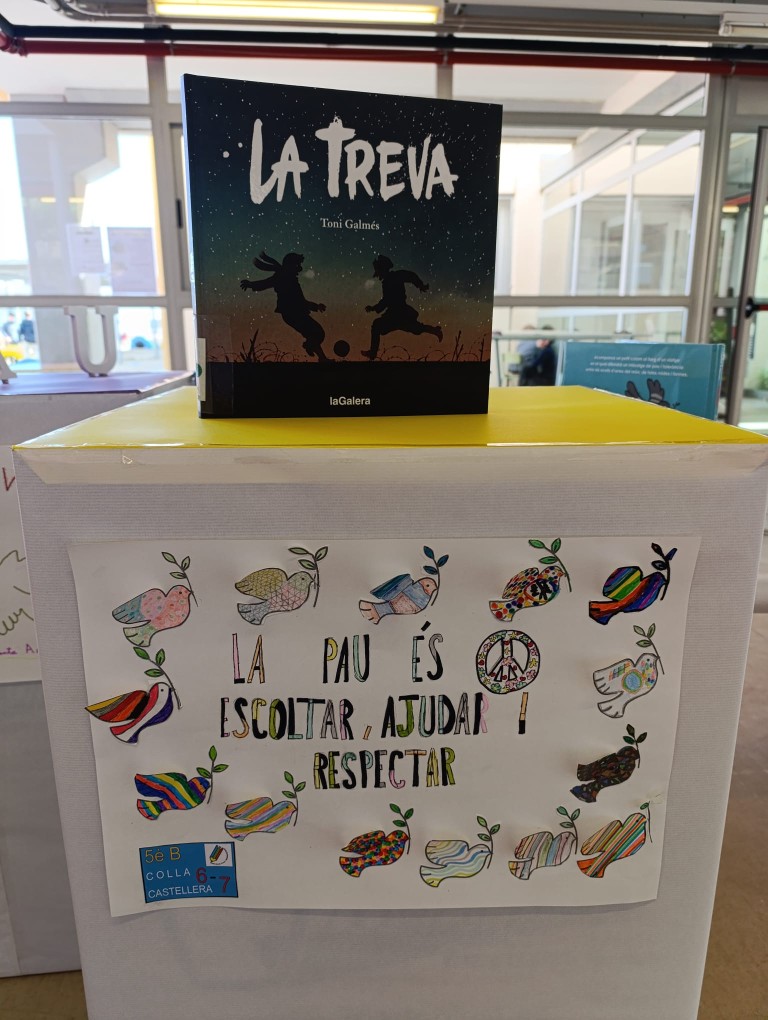 LA TREVA
Toni Galmés
laGalera
LA PAU ÉS
ESCOLTAR, AJUDAR I
RESPECTAR
5è B
COLLA 6-7
CASTELLERA
U